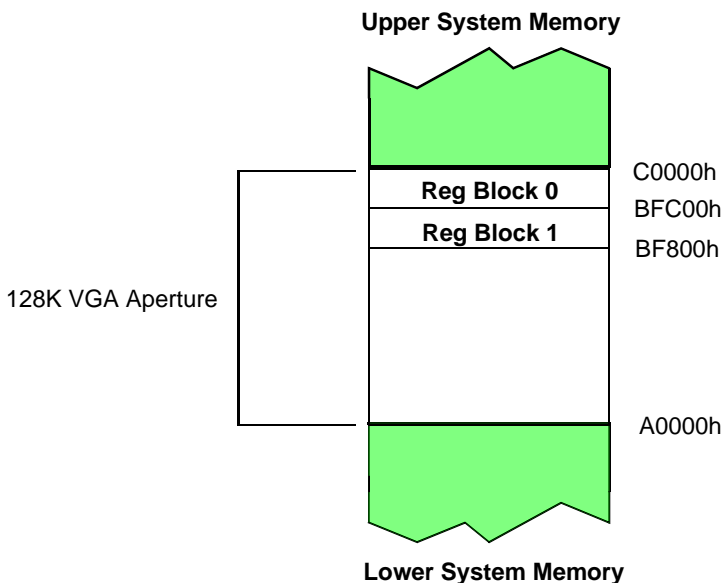 Upper System Memory
C0000h
Reg Block 0
BFC00h
Reg Block 1
BF800h
128K VGA Aperture
A0000h
Lower System Memory